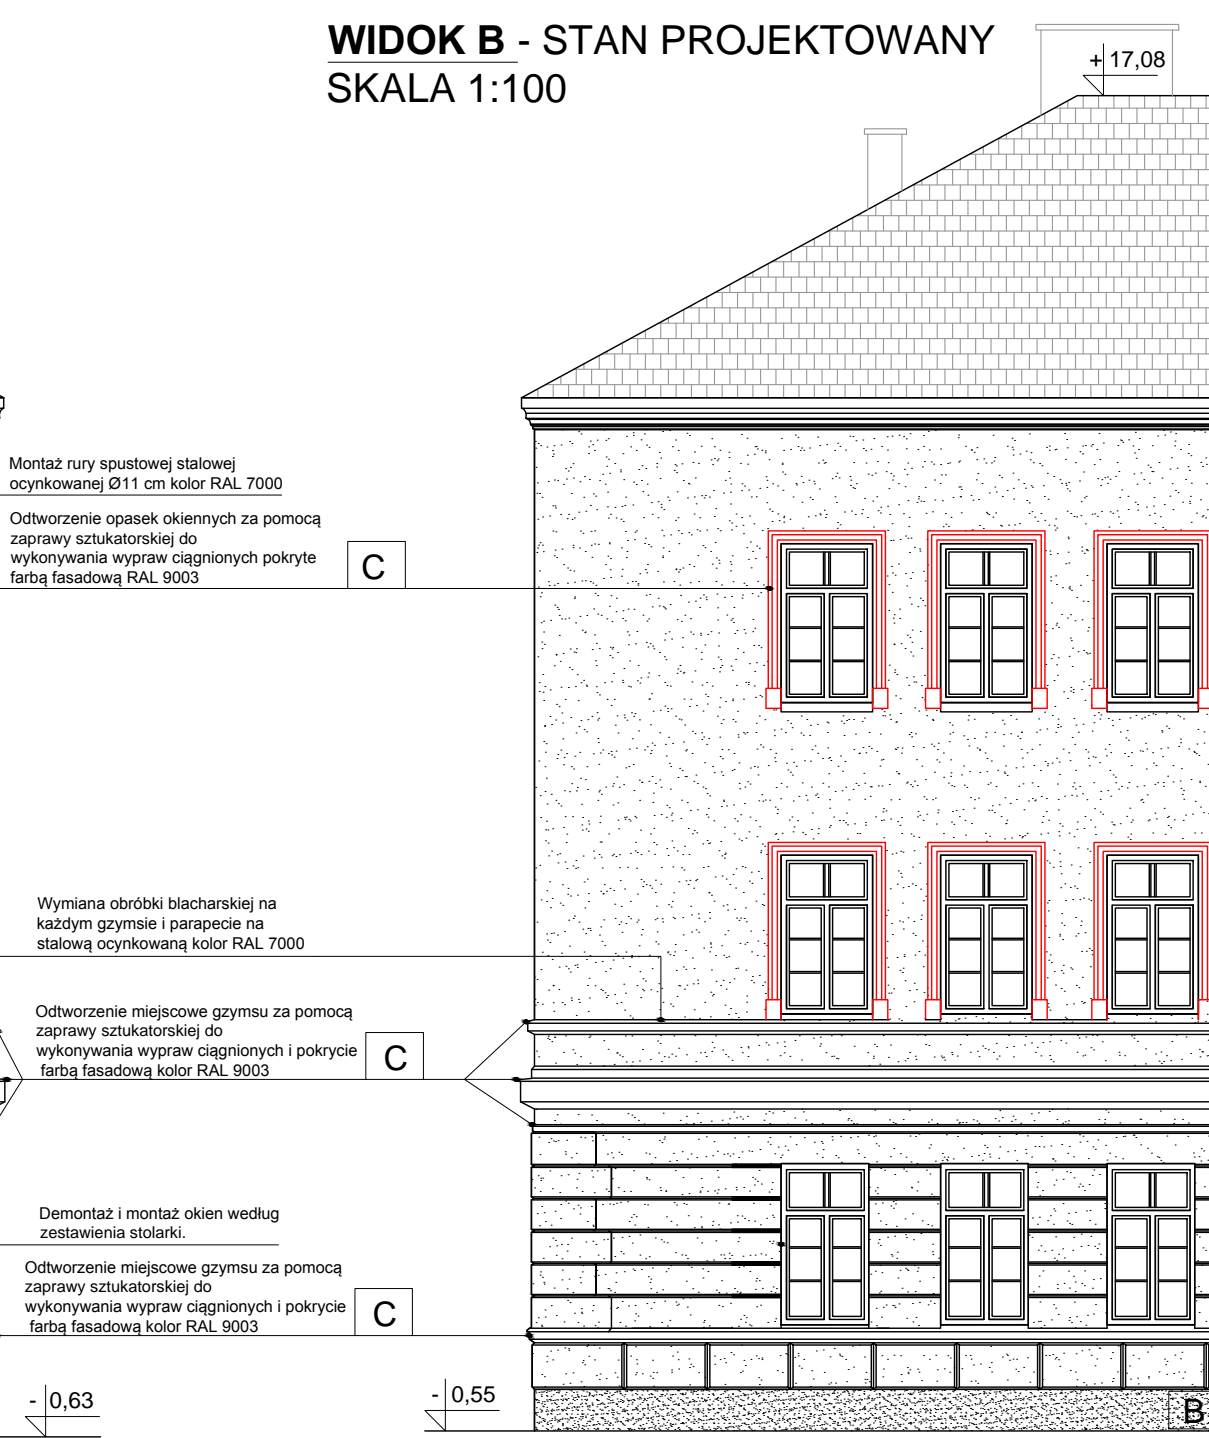 WIDOK B - STAN PROJEKTOWANY
SKALA 1:100
+ 17,08
Montaż rury spustowej stalowej
ocynkowanej Ø11 cm kolor RAL 7000
Odtworzenie opasek okiennych za pomocą
zaprawy sztukatorskiej do
wykonywania wypraw ciągnionych pokryte
farbą fasadową RAL 9003
C
Wymiana obróbki blacharskiej na
każdym gzymsie i parapecie na
stalową ocynkowaną kolor RAL 7000
Odtworzenie miejscowe gzymsu za pomocą
zaprawy sztukatorskiej do
wykonywania wypraw ciągnionych i pokrycie
farbą fasadową kolor RAL 9003
C
Demontaż i montaż okien według
zestawienia stolarki.
Odtworzenie miejscowe gzymsu za pomocą
zaprawy sztukatorskiej do
wykonywania wypraw ciągnionych i pokrycie
farbą fasadową kolor RAL 9003
C
- 0,63
- 0,55
B